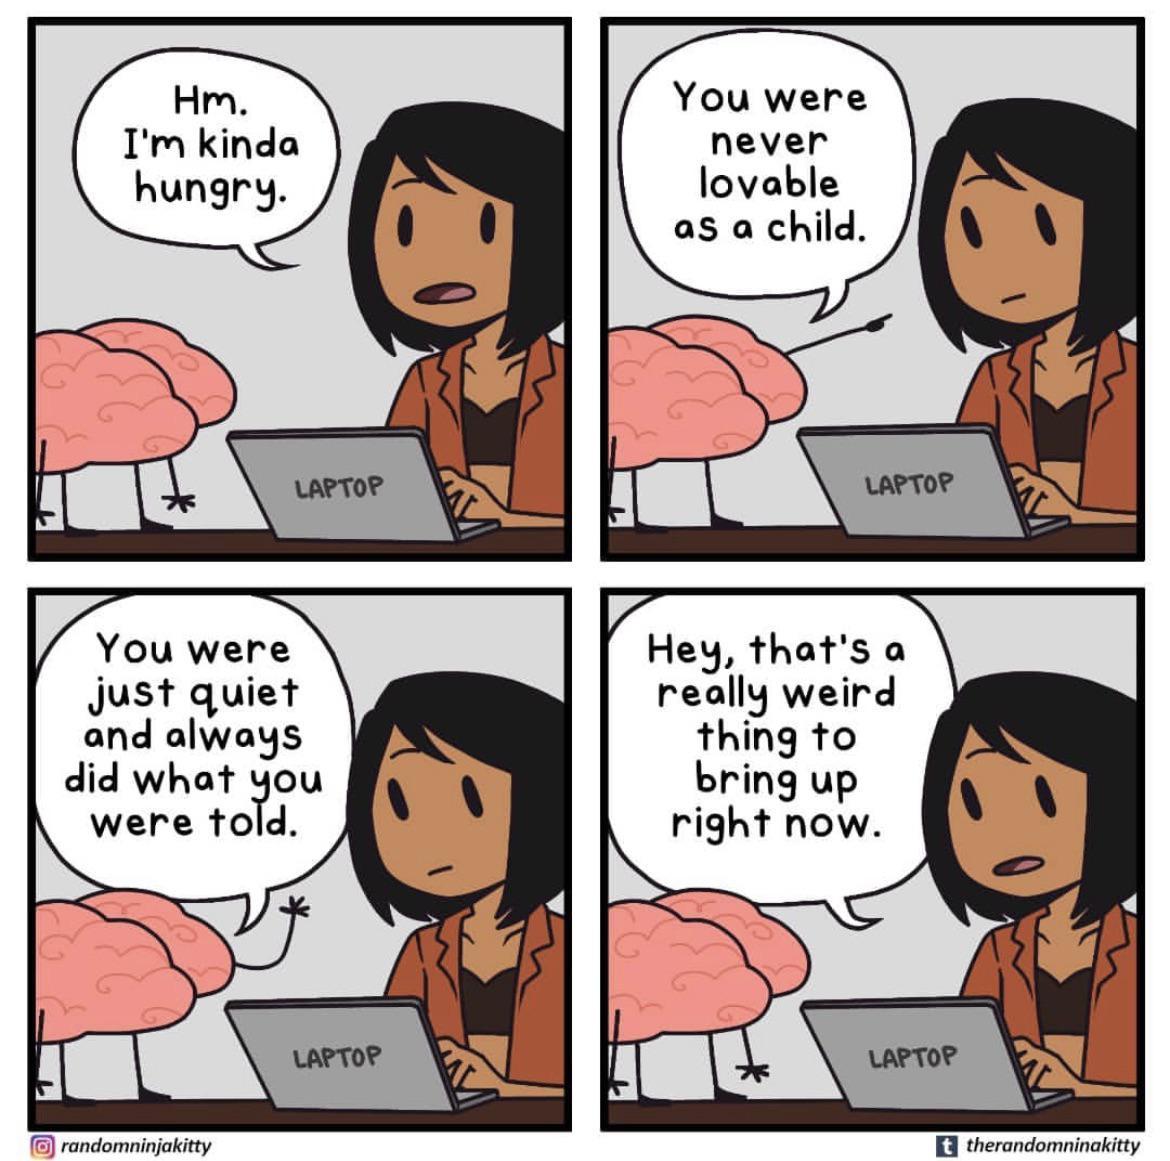 Hm.
I'm kinda
hungry.
LAPTOP
You were
never
lovable
as a child.
LAPTOP
You were
just quiet
and always
did what you
were told.
LAPTOP
Hey, that's a
really weird
thing to
bring up
right now.
LAPTOP
randomninjakitty
t therandomninakitty